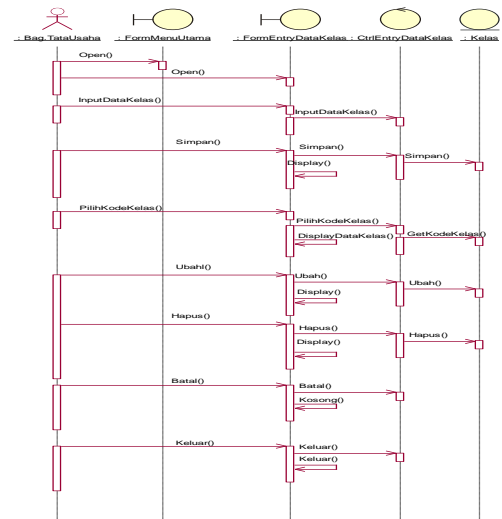 : Bag.TataUsaha : FormMenuUtama : FormEntryDataKelas : CtrlEntryDataKelas : Kelas
Open()
Open()
InputDataKelas()
InputDataKelas()
Simpan()
Simpan()
Simpan()
Display()
PilihKodeKelas()
PilihKodeKelas()
GetKodeKelas()
DisplayDataKelas()
Ubahl()
Ubah()
Ubah()
Display()
Hapus()
Hapus()
Hapus()
Display()
Batal()
Batal()
Kosong()
Keluar()
Keluar()
Keluar()